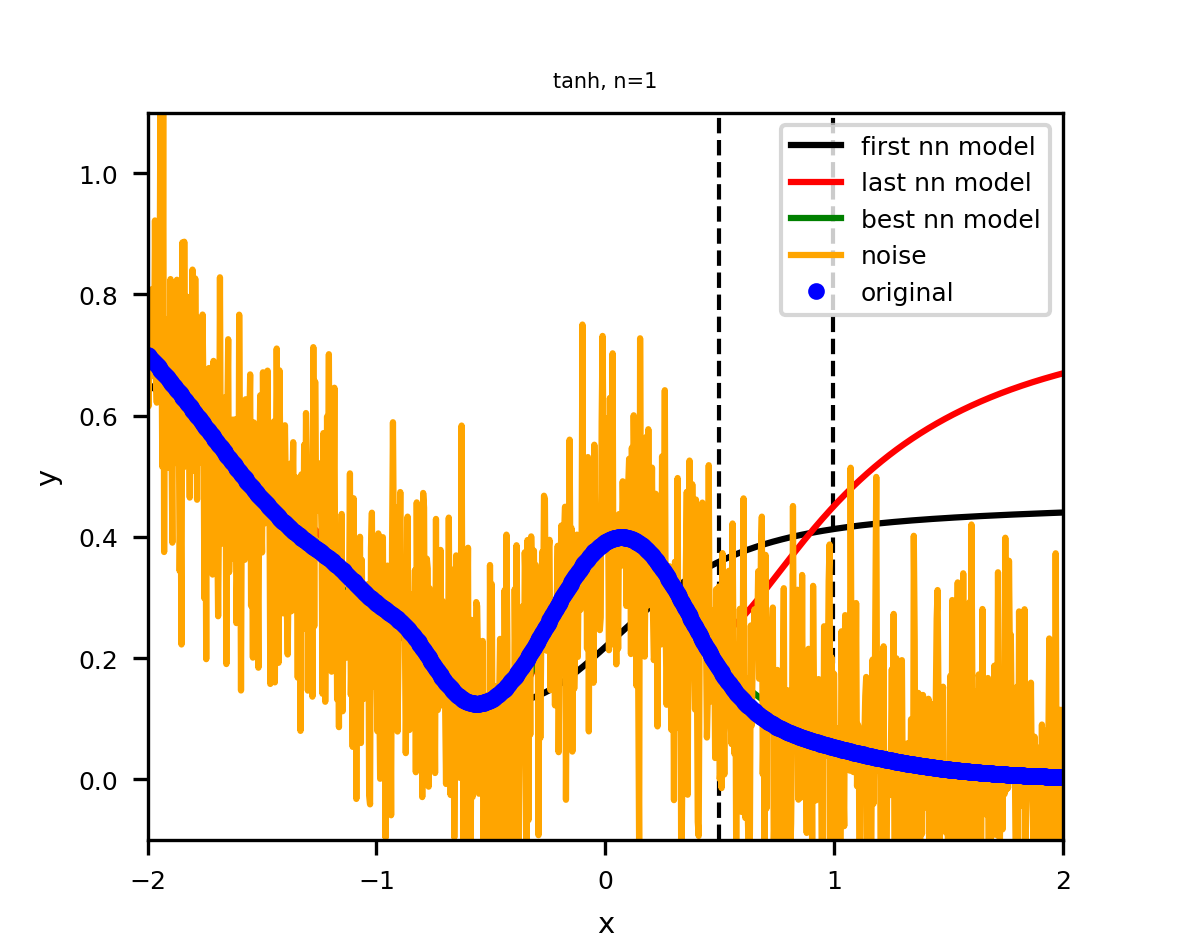 tanh, n=1
first nn model
last nn model
best nn model
noise
original
y
1.0
0.8
0.6
0.4
0.2
0.0
−2
−1
0
1
2
x